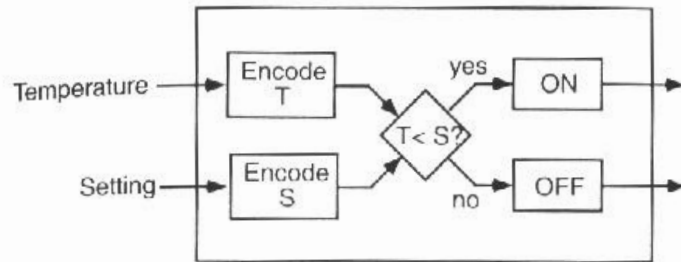 Temperature
Encode
T
Setting
Encode
S
T< S?
yes
ON
no
OFF